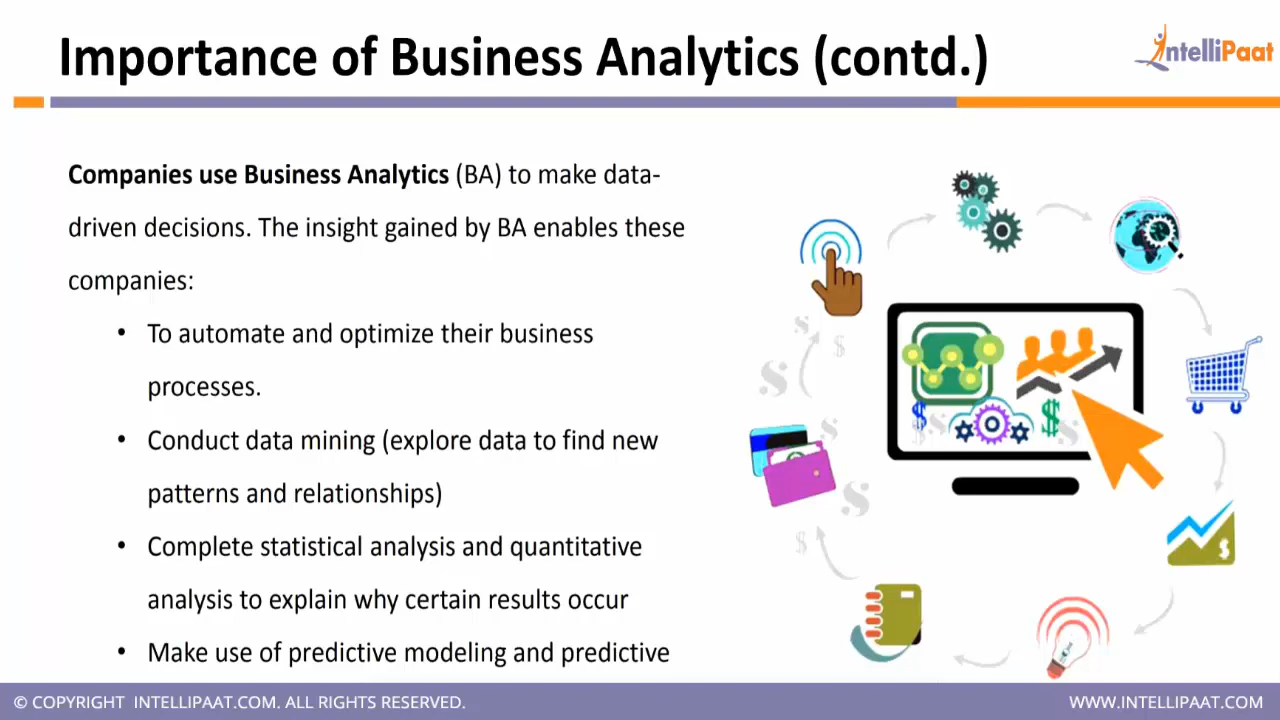 Importance of Business Analytics (contd.)
IntelliPaat
Companies use Business Analytics (BA) to make data-
driven decisions. The insight gained by BA enables these
companies:
• To automate and optimize their business
processes.
• Conduct data mining (explore data to find new
patterns and relationships)
• Complete statistical analysis and quantitative
analysis to explain why certain results occur
• Make use of predictive modeling and predictive
© COPYRIGHT INTELLIPAAT.COM. ALL RIGHTS RESERVED.
WWW.INTELLIPAAT.COM